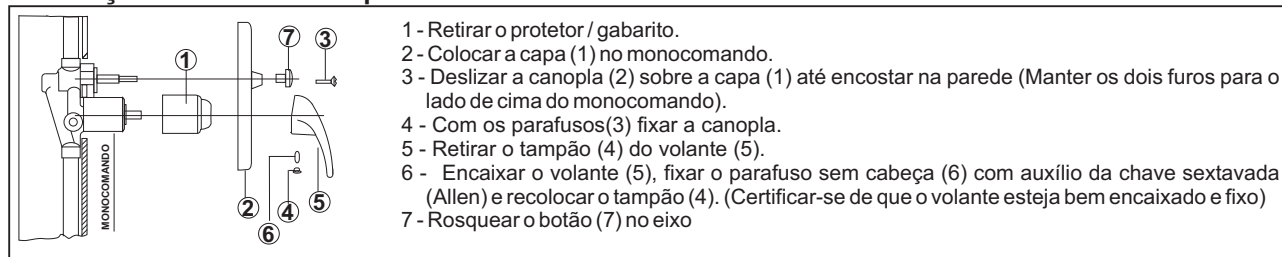 7
3
1
MONOCOMANDO
2
4
5
6
1 - Retirar o protetor / gabarito.
2 - Colocar a capa (1) no monocomando.
3 - Deslizar a canopla (2) sobre a capa (1) até encostar na parede (Manter os dois furos para o
lado de cima do monocomando).
4 - Com os parafusos(3) fixar a canopla.
5 - Retirar o tampão (4) do volante (5).
6 - Encaixar o volante (5), fixar o parafuso sem cabeça (6) com auxílio da chave sextavada
(Allen) e recolocar o tampão (4). (Certificar-se de que o volante esteja bem encaixado e fixo)
7 - Rosquear o botão (7) no eixo